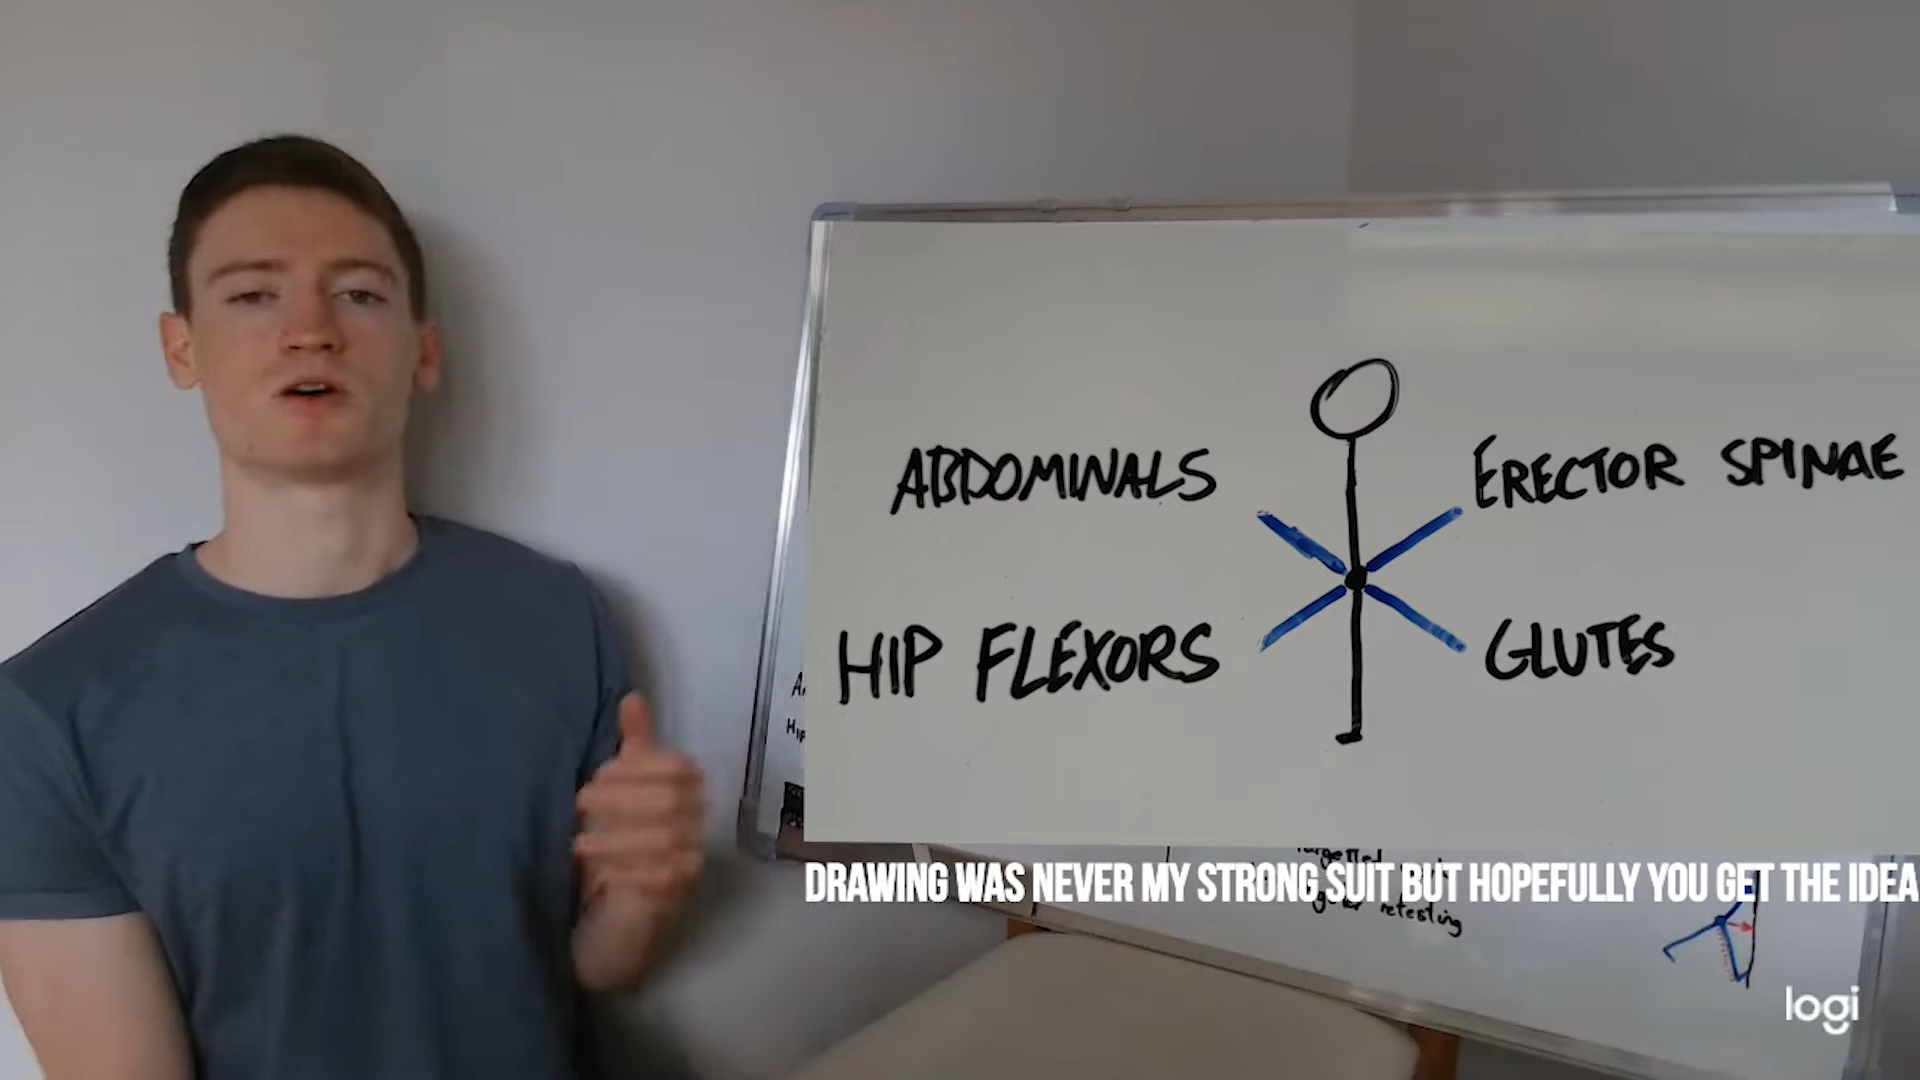 ABDOMINALS
ERECTOR SPINAE
HIP FLEXORS
GLUTES
DRAWING WAS NEVER MY STRONG SUIT BUT HOPEFULLY YOU GET THE IDEA
retesting
logi